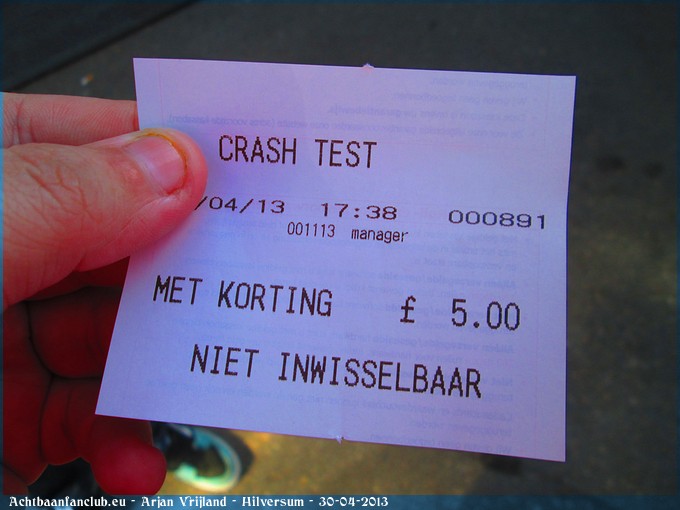 CRASH TEST
/04/13 17:38 000891
001113 manager
MET KORTING £ 5.00
NIET INWISSELBAAR
Achtbaanfanclub.eu - Arjan Vrijland - Hilversum - 30-04-2013